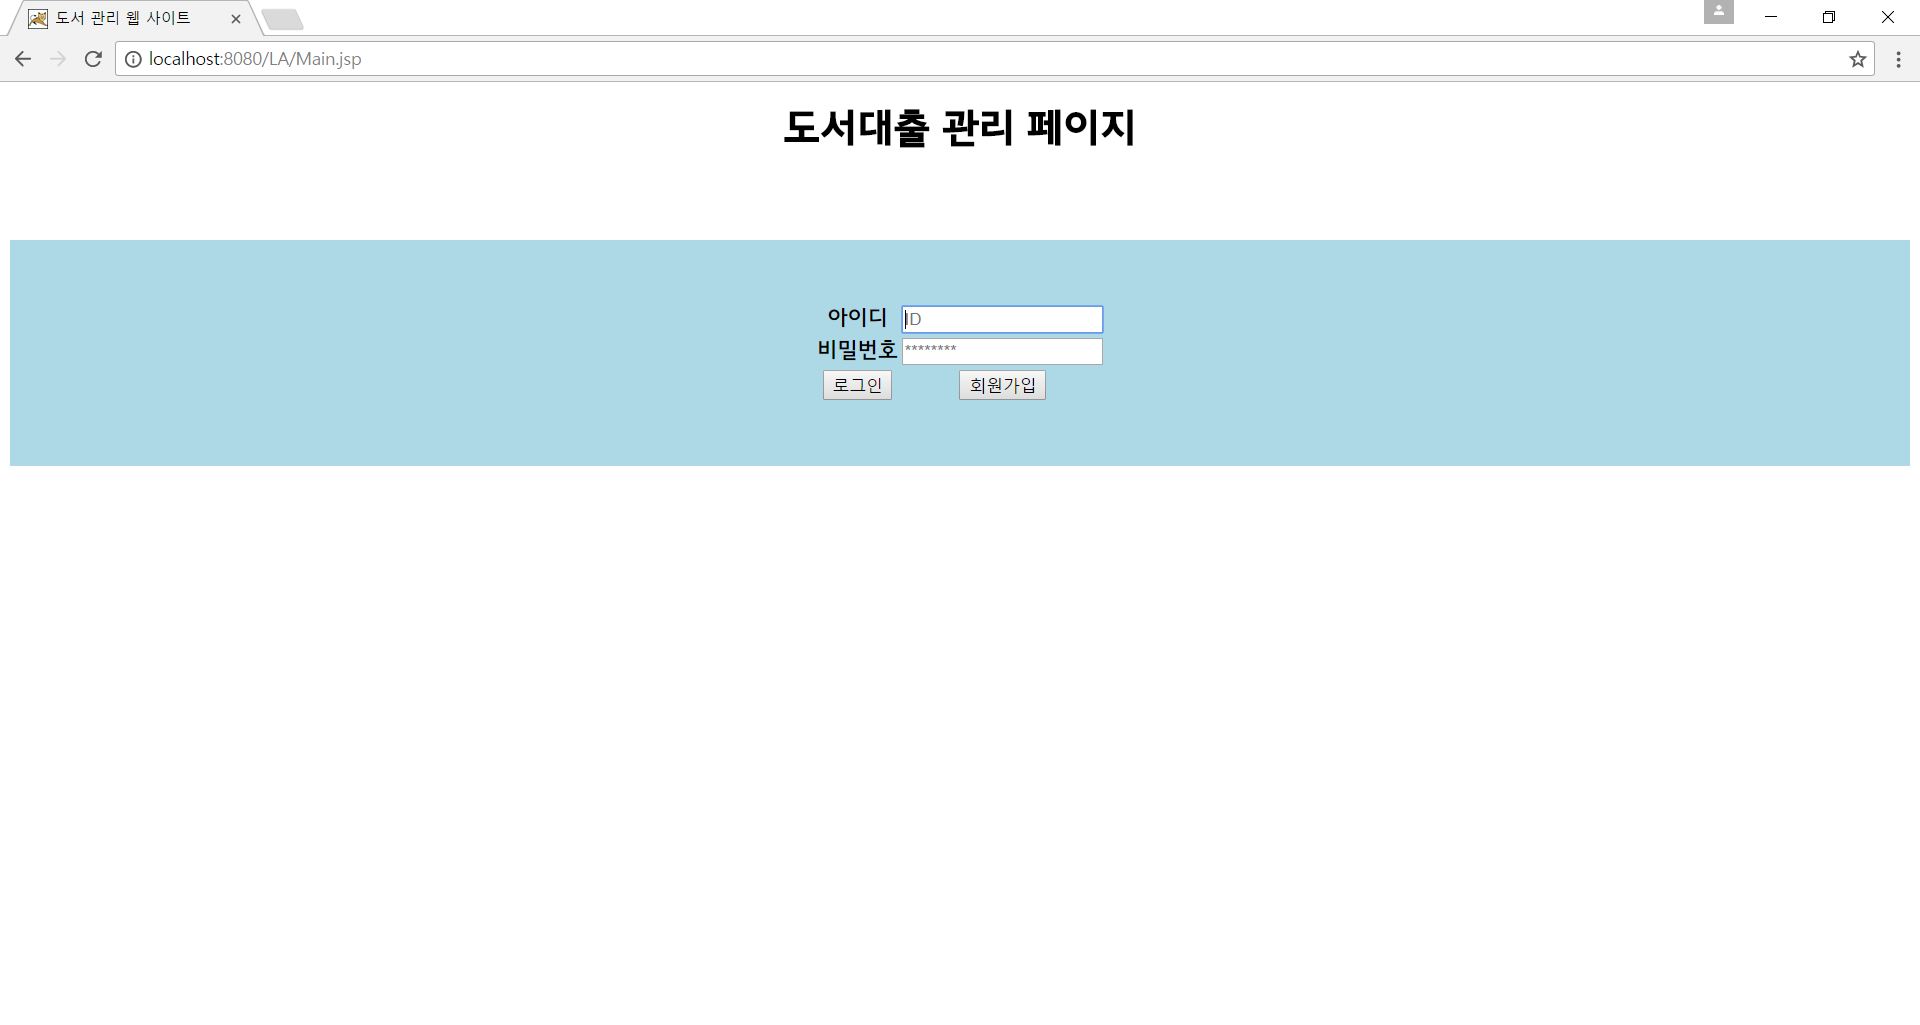 도서 관리 웹 사이트
localhost:8080/LA/Main.jsp
도서대출 관리 페이지
아이디 ID
비밀번호 ********
로그인 회원가입